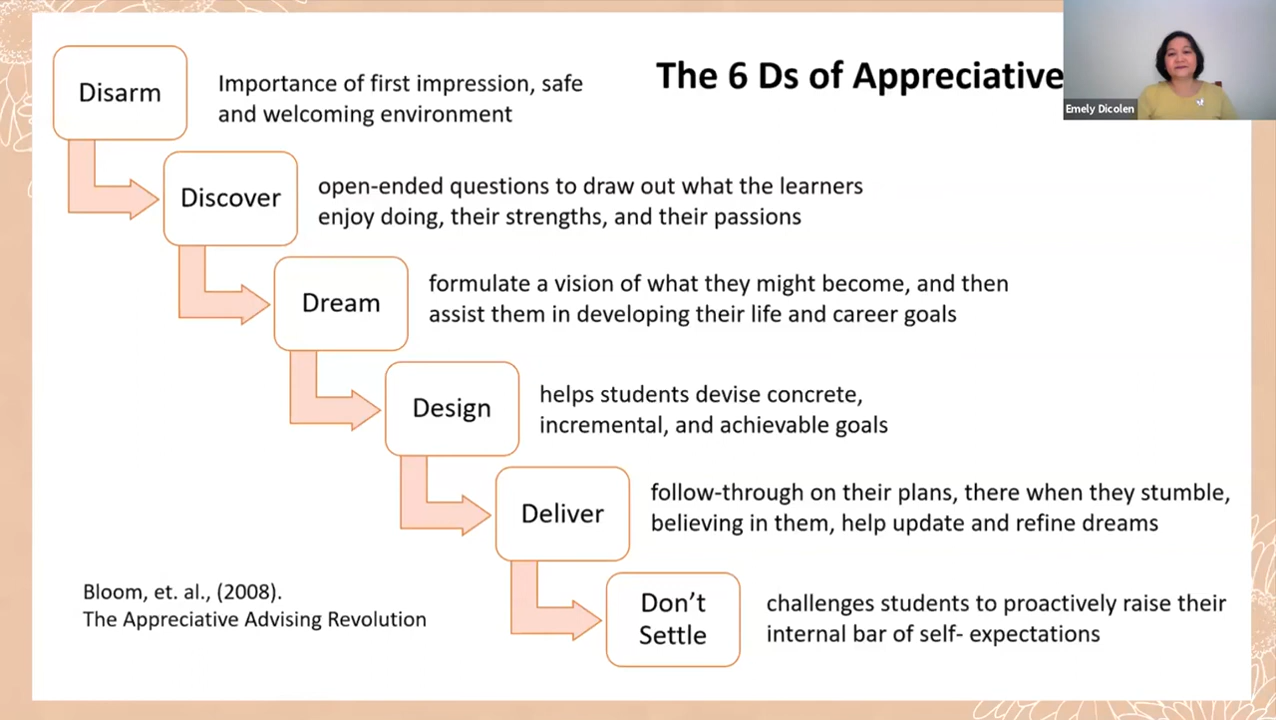 The 6 Ds of Appreciative
Emely Dicolen
Disarm
Importance of first impression, safe
and welcoming environment
Discover
open-ended questions to draw out what the learners
enjoy doing, their strengths, and their passions
Dream
formulate a vision of what they might become, and then
assist them in developing their life and career goals
Design
helps students devise concrete,
incremental, and achievable goals
Deliver
follow-through on their plans, there when they stumble,
believing in them, help update and refine dreams
Don’t
Settle
challenges students to proactively raise their
internal bar of self- expectations
Bloom, et. al., (2008).
The Appreciative Advising Revolution